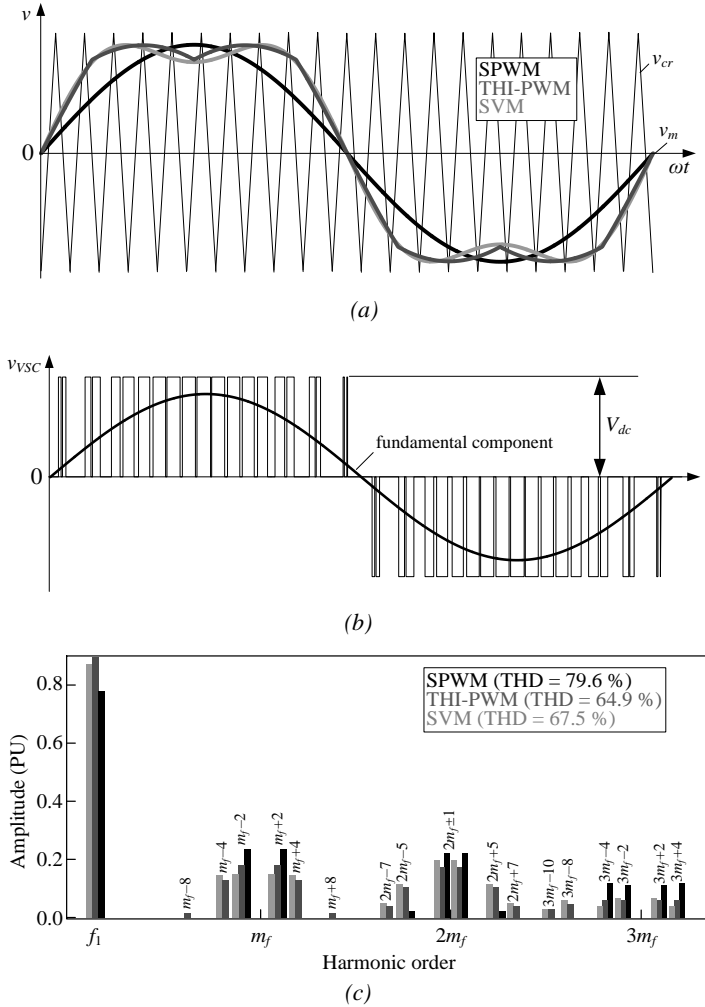 v
SPWM
THI-PWM
SVM
v_cr
v_m
0
ωt
(a)
v_VSC
V_dc
fundamental component
0
(b)
0.8
0.6
0.4
0.2
0.0
Amplitude (PU)
SPWM (THD = 79.6 %)
THI-PWM (THD = 64.9 %)
SVM (THD = 67.5 %)
m_f−8
m_f−4
m_f−2
m_f+2
m_f+4
m_f+8
2m_f−7
2m_f−5
2m_f±1
2m_f+5
2m_f+7
3m_f−10
3m_f−8
3m_f−4
3m_f−2
3m_f+2
3m_f+4
f_1
m_f
2m_f
3m_f
Harmonic order
(c)